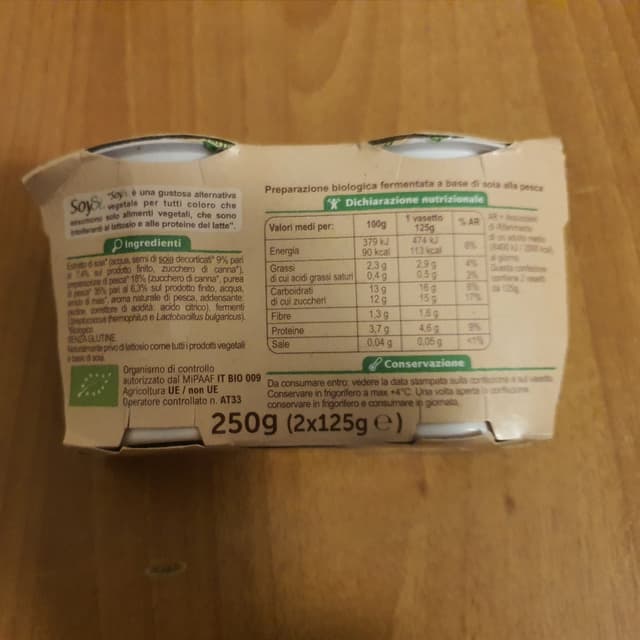 Soy&. "Soy& è una gustosa alternativa
vegetale per tutti coloro che
assumono solo alimenti vegetali, che sono
intolleranti al lattosio e alle proteine del latte".
Ingredienti
Estratto di soia* (acqua, semi di soia decorticati* 9% pari
al 7,4% sul prodotto finito, zucchero di canna*),
preparazione di pesca* 18% (zucchero di canna*, purea
di pesca* 35% pari al 6,3% sul prodotto finito, acqua,
amido di mais*, aroma naturale di pesca, addensante:
pectine, correttore di acidità: acido citrico), fermenti
(Streptococcus thermophilus e Lactobacillus bulgaricus).
*Biologico
SENZA GLUTINE.
Naturalmente privo di lattosio come tutti i prodotti vegetali
a base di soia.
Organismo di controllo
autorizzato dal MIPAAF IT BIO 009
Agricoltura UE / non UE
Operatore controllato n. AT33
Preparazione biologica fermentata a base di soia alla pesca
Dichiarazione nutrizionale
Valori medi per: 100g 1 vasetto 125g % AR
Energia 379 kJ 90 kcal 474 kJ 113 kcal 6%
Grassi 2,3 g 2,9 g 4%
di cui acidi grassi saturi 0,4 g 0,5 g 3%
Carboidrati 13 g 16 g 6%
di cui zuccheri 12 g 15 g 17%
Fibre 1,3 g 1,6 g -
Proteine 3,7 g 4,6 g 9%
Sale 0,04 g 0,05 g <1%
AR = Assunzioni
di riferimento
di un adulto medio
(8400 kJ / 2000 kcal)
al giorno
Questa confezione
contiene 2 vasetti
da 125g.
Conservazione
Da consumare entro: vedere la data stampata sulla confezione e sul vasetto.
Conservare in frigorifero a max +4°C. Una volta aperta la confezione
conservare in frigorifero e consumare in giornata.
250g (2x125g e)